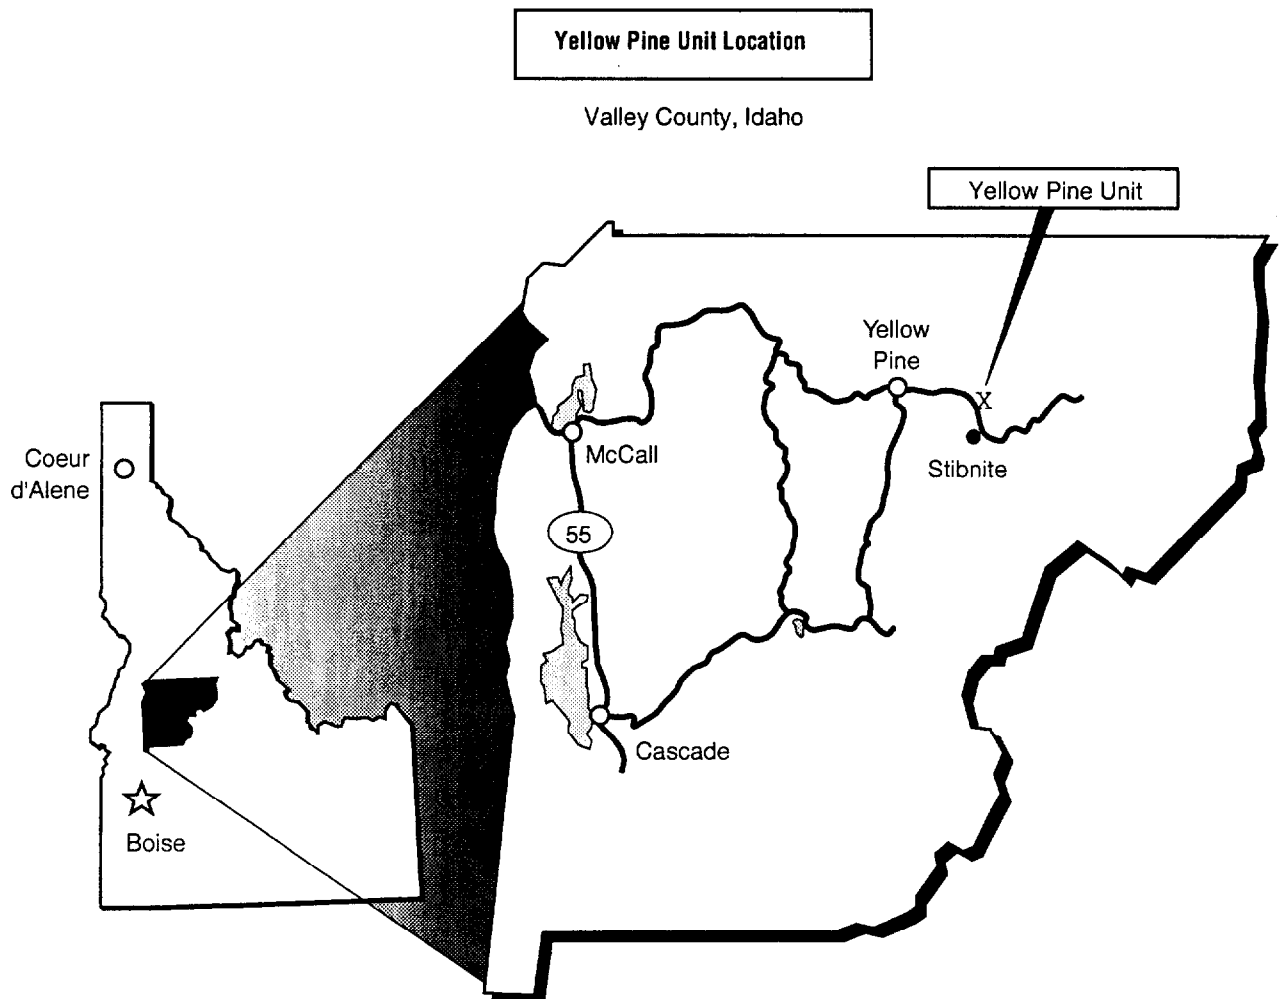 Yellow Pine Unit Location
Valley County, Idaho
Yellow Pine Unit
Yellow
Pine
X
Stibnite
McCall
55
Cascade
Coeur
d'Alene
Boise